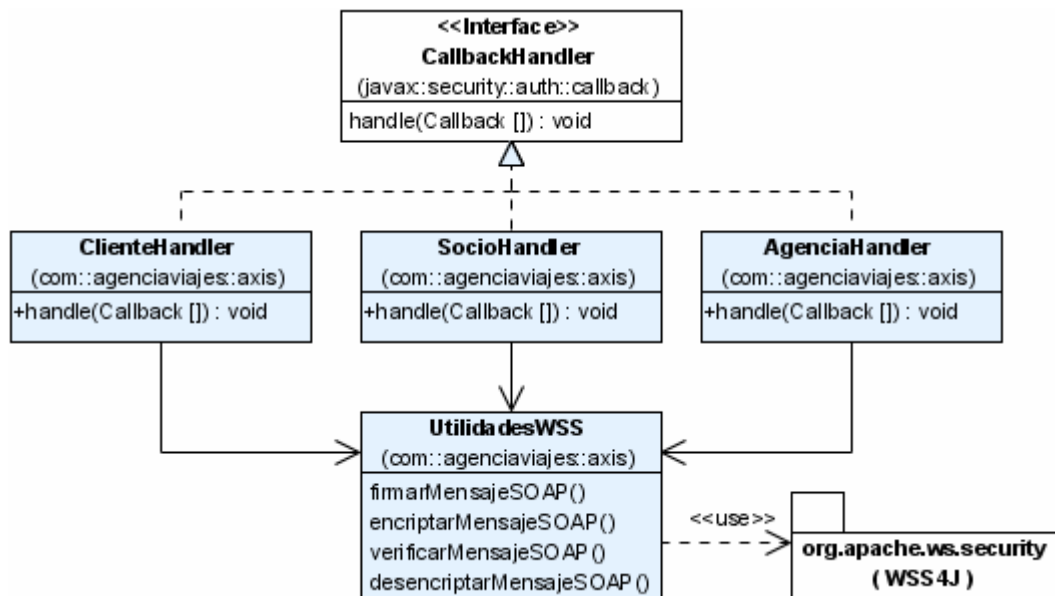 <<Interface>>
CallbackHandler
(javax::security::auth::callback)
handle(Callback []) : void
ClienteHandler
(com::agenciaviajes::axis)
+handle(Callback []) : void
SocioHandler
(com::agenciaviajes::axis)
+handle(Callback []) : void
AgenciaHandler
(com::agenciaviajes::axis)
+handle(Callback []) : void
UtilidadesWSS
(com::agenciaviajes::axis)
firmarMensajeSOAP()
encriptarMensajeSOAP()
verificarMensajeSOAP()
desencriptarMensajeSOAP()
<<use>>
org.apache.ws.security
( WSS4J )